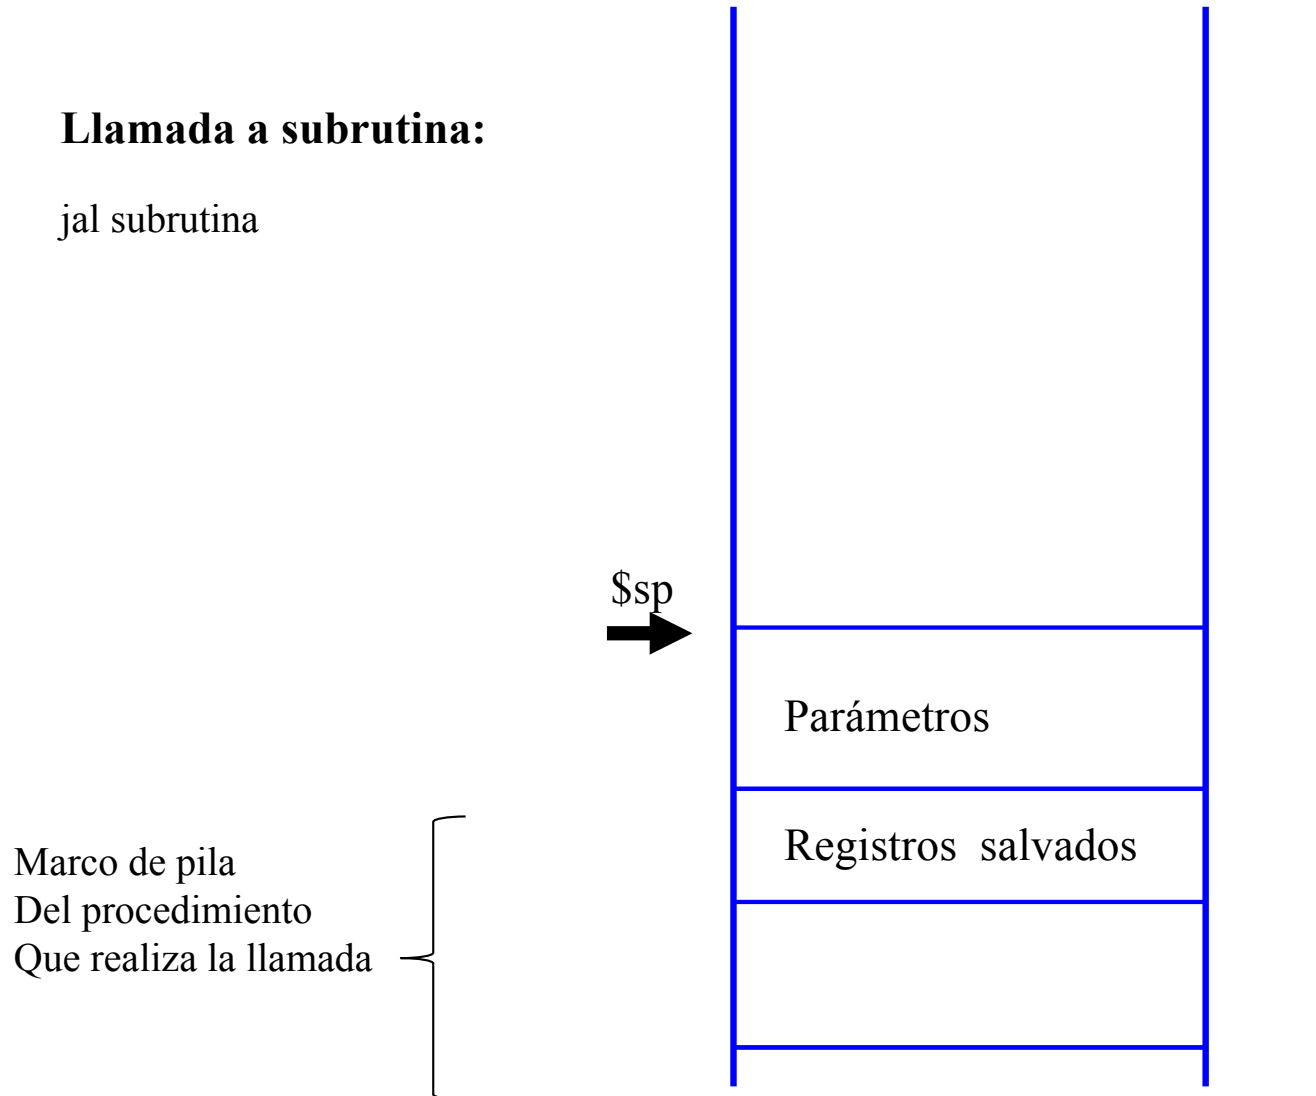 Llamada a subrutina:
jal subrutina
$sp
Parámetros
Registros salvados
Marco de pila
Del procedimiento
Que realiza la llamada